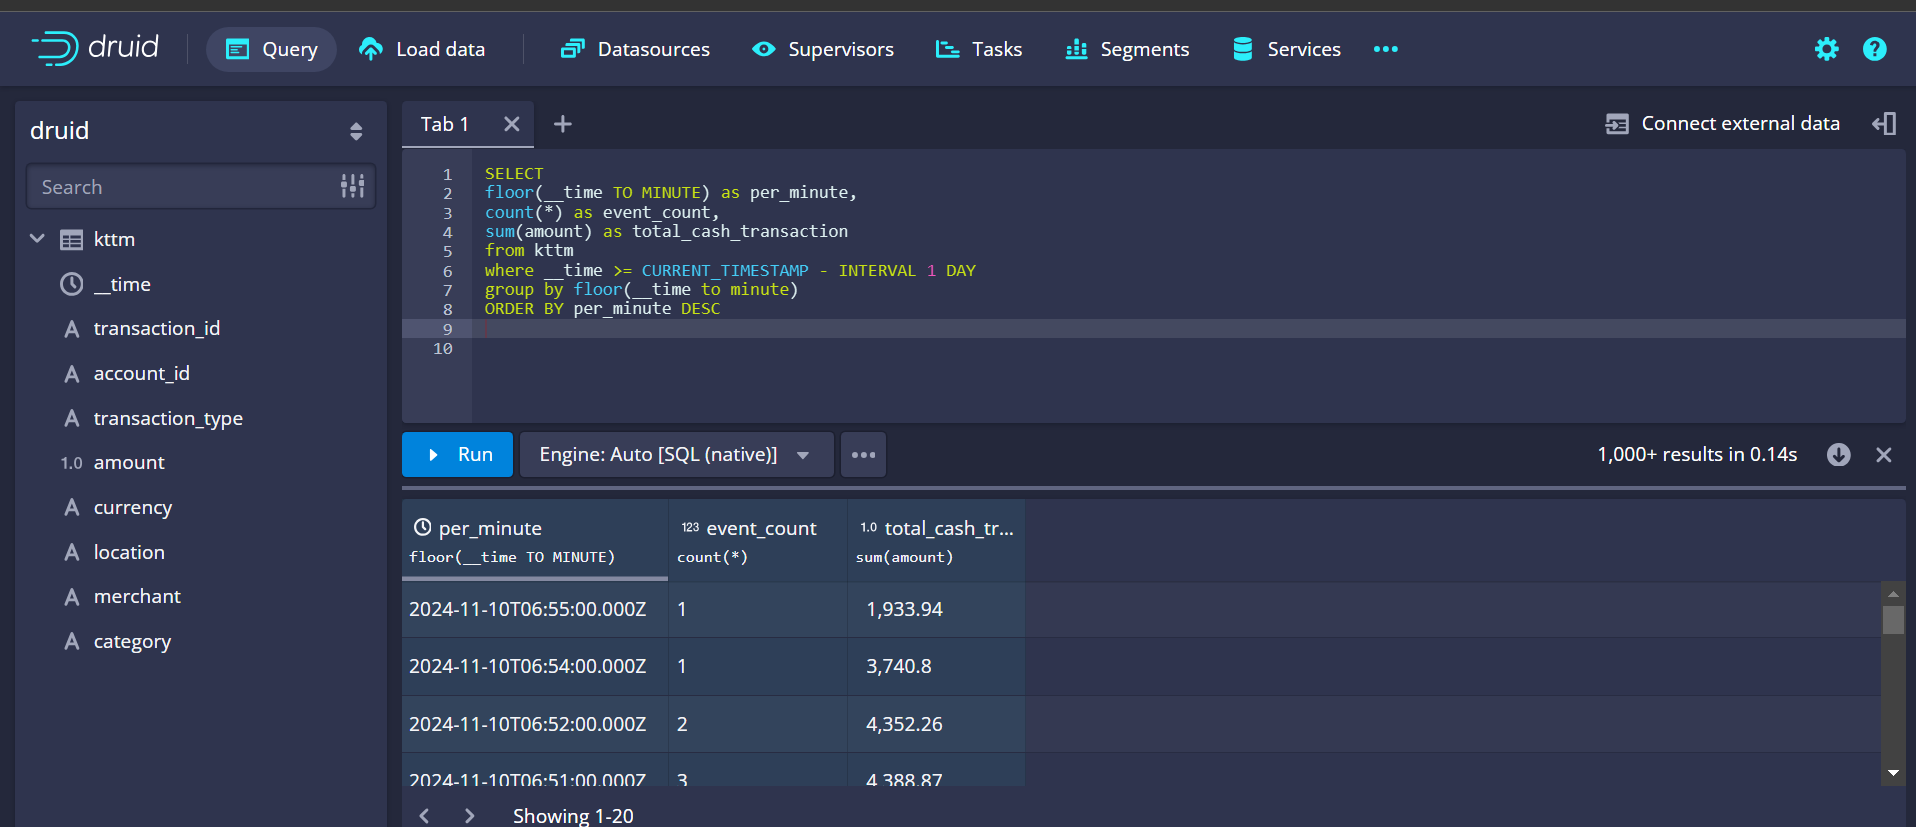 druid
Query
Load data
Datasources
Supervisors
Tasks
Segments
Services
druid
Search
kttm
__time
transaction_id
account_id
transaction_type
1.0 amount
currency
location
merchant
category
Tab 1
Connect external data
1 SELECT
2 floor(__time TO MINUTE) as per_minute,
3 count(*) as event_count,
4 sum(amount) as total_cash_transaction
5 from kttm
6 where __time >= CURRENT_TIMESTAMP - INTERVAL 1 DAY
7 group by floor(__time to minute)
8 ORDER BY per_minute DESC
9
10
Run
Engine: Auto [SQL (native)]
1,000+ results in 0.14s
per_minute 123 event_count 1.0 total_cash_tr...
floor(__time TO MINUTE) count(*) sum(amount)
2024-11-10T06:55:00.000Z 1 1,933.94
2024-11-10T06:54:00.000Z 1 3,740.8
2024-11-10T06:52:00.000Z 2 4,352.26
2024-11-10T06:51:00.000Z 3 4,388.87
Showing 1-20